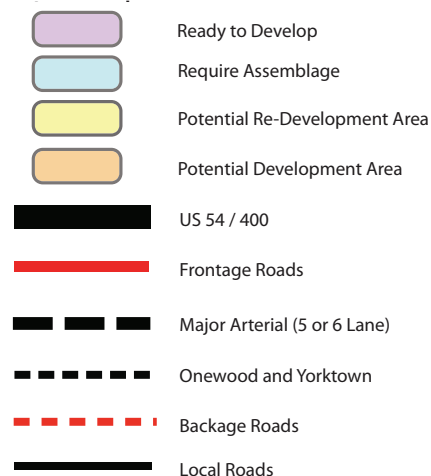 Ready to Develop
Require Assemblage
Potential Re-Development Area
Potential Development Area
US 54 / 400
Frontage Roads
Major Arterial (5 or 6 Lane)
Onewood and Yorktown
Backage Roads
Local Roads